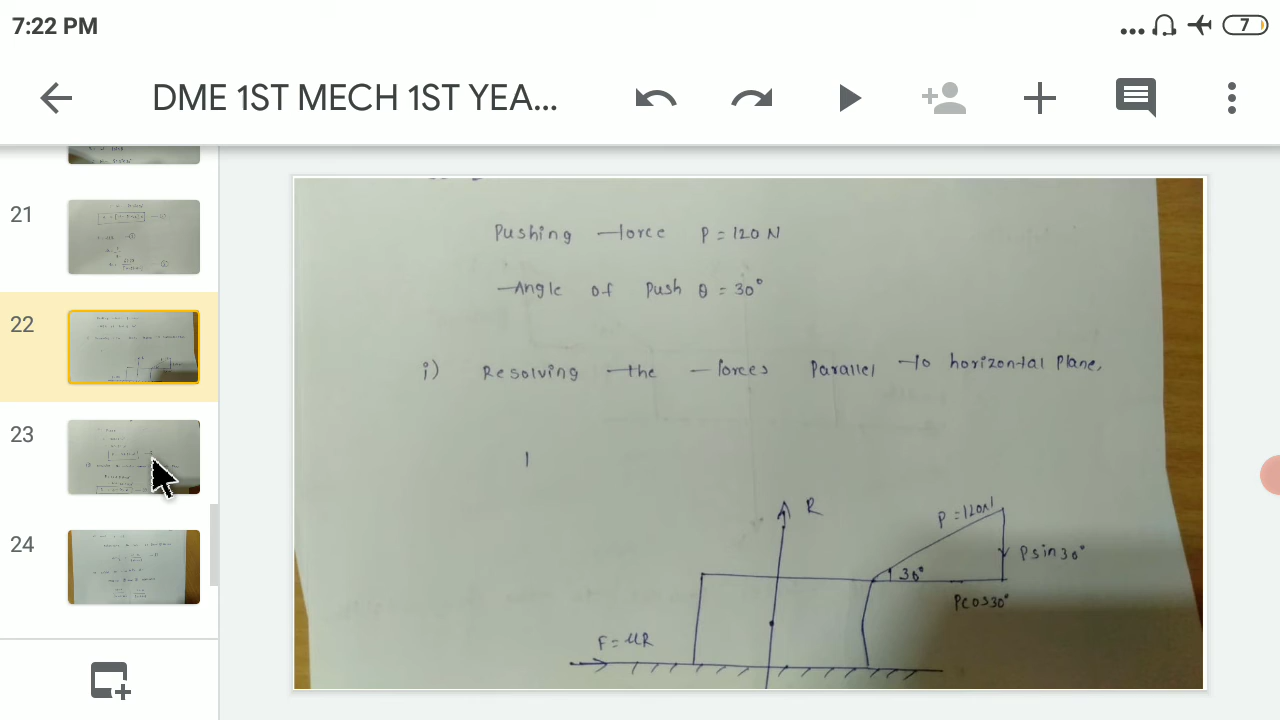 7:22 PM
7
DME 1ST MECH 1ST YEA...
21
22
23
24
Pushing force P = 120 N
Angle of Push θ = 30°
i) Resolving the forces Parallel to horizontal Plane,
R
P = 120N
30°
Psin30°
Pcos30°
F = μR